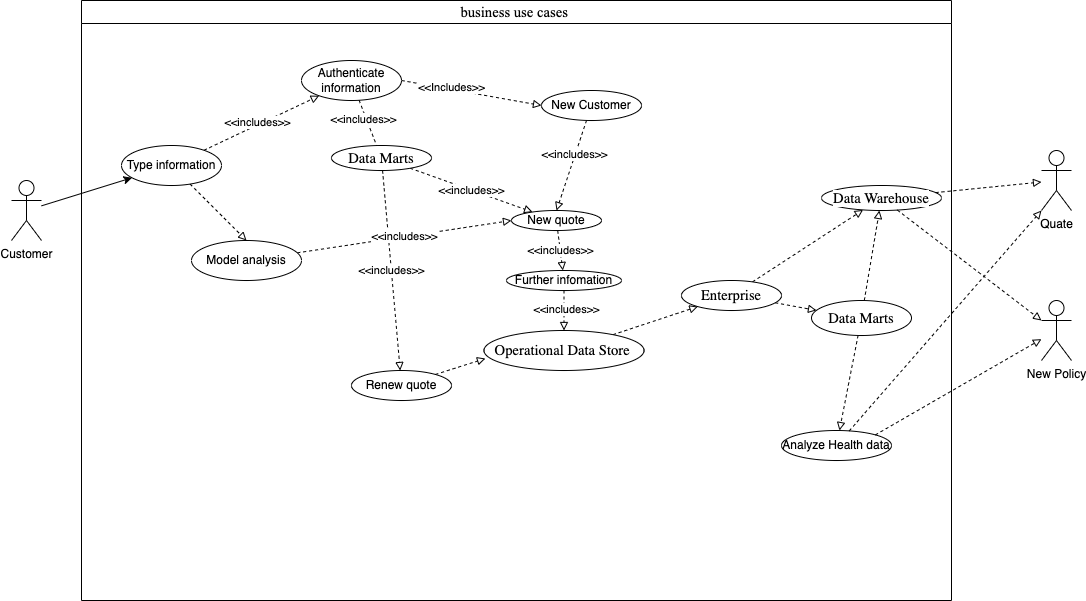 business use cases
Authenticate
information
<<Includes>>
New Customer
<<includes>>
<<includes>>
Data Marts
<<includes>>
Type information
<<includes>>
Data Warehouse
New quote
Quate
Customer
<<includes>>
<<includes>>
Model analysis
<<includes>>
Further infomation
Enterprise
<<includes>>
Data Marts
Operational Data Store
New Policy
Renew quote
Analyze Health data